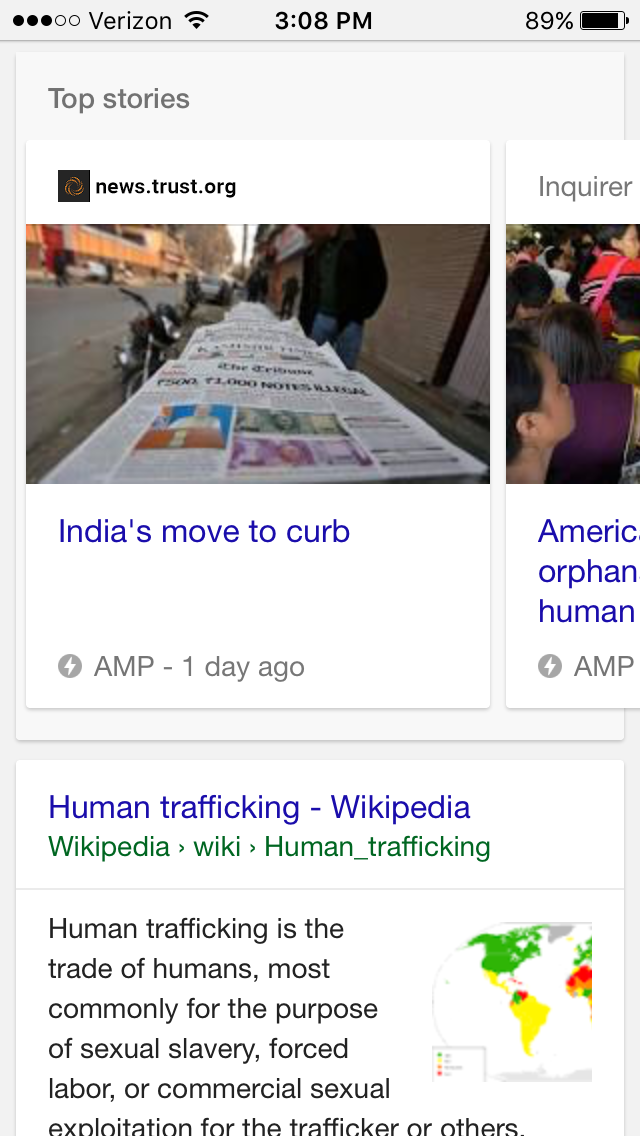 Verizon 3:08 PM 89%
Top stories
news.trust.org
The Tribune
₹500, ₹1,000 NOTES ILLEGAL
India's move to curb
AMP - 1 day ago
Inquirer
Americ
orphan
human
AMP
Human trafficking - Wikipedia
Wikipedia › wiki › Human_trafficking
Human trafficking is the
trade of humans, most
commonly for the purpose
of sexual slavery, forced
labor, or commercial sexual
exploitation for the trafficker or others.